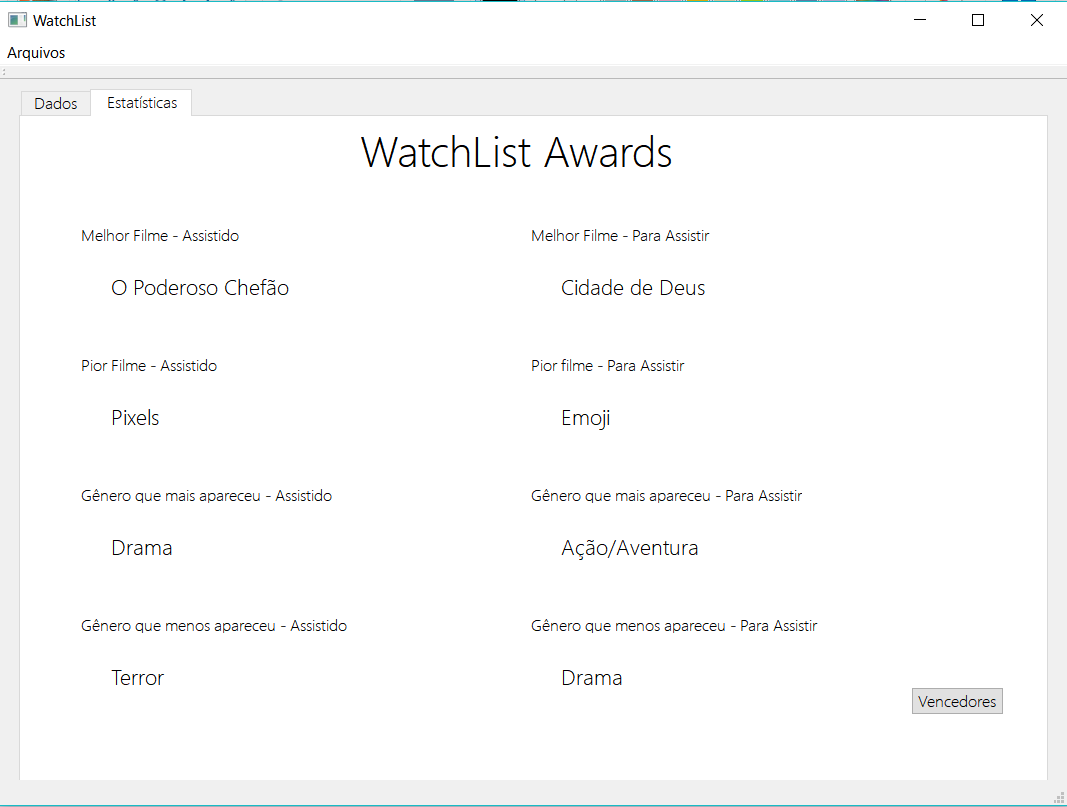 WatchList
Arquivos
Dados Estatísticas
WatchList Awards
Melhor Filme - Assistido Melhor Filme - Para Assistir
O Poderoso Chefão Cidade de Deus
Pior Filme - Assistido Pior filme - Para Assistir
Pixels Emoji
Gênero que mais apareceu - Assistido Gênero que mais apareceu - Para Assistir
Drama Ação/Aventura
Gênero que menos apareceu - Assistido Gênero que menos apareceu - Para Assistir
Terror Drama
Vencedores